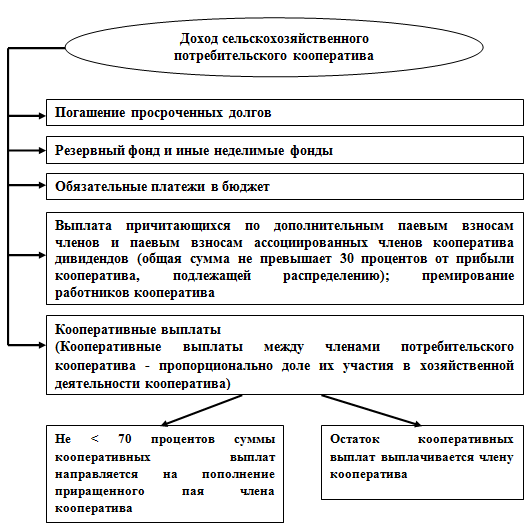 Доход сельскохозяйственного
потребительского кооператива
Погашение просроченных долгов
Резервный фонд и иные неделимые фонды
Обязательные платежи в бюджет
Выплата причитающихся по дополнительным паевым взносам
членов и паевым взносам ассоциированных членов кооператива
дивидендов (общая сумма не превышает 30 процентов от прибыли
кооператива, подлежащей распределению); премирование
работников кооператива
Кооперативные выплаты
(Кооперативные выплаты между членами потребительского
кооператива - пропорционально доле их участия в хозяйственной
деятельности кооператива)
Не < 70 процентов суммы
кооперативных выплат
направляется на пополнение
приращенного пая члена
кооператива
Остаток кооперативных
выплат выплачивается члену
кооператива